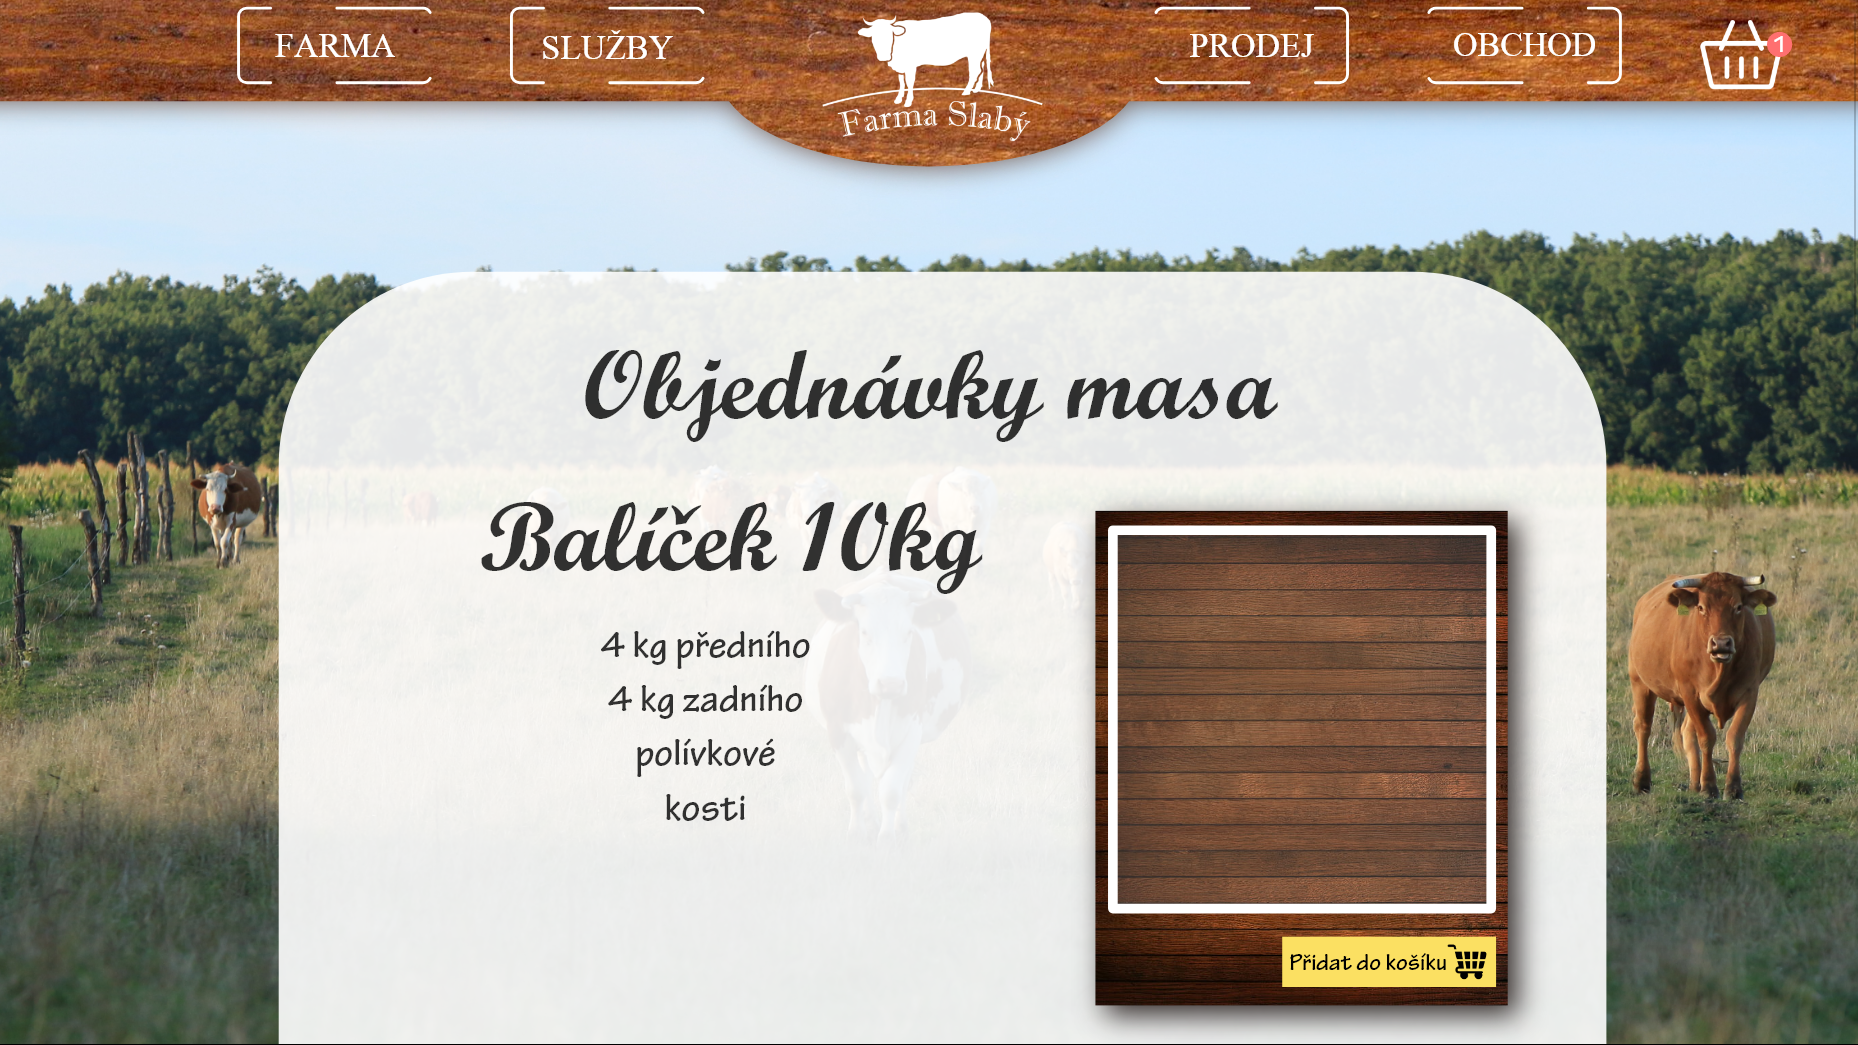 FARMA
SLUŽBY
Farma Slabý
PRODEJ
OBCHOD
1
Objednávky masa
Balíček 10kg
4 kg předního
4 kg zadního
polívkové
kosti
Přidat do košíku